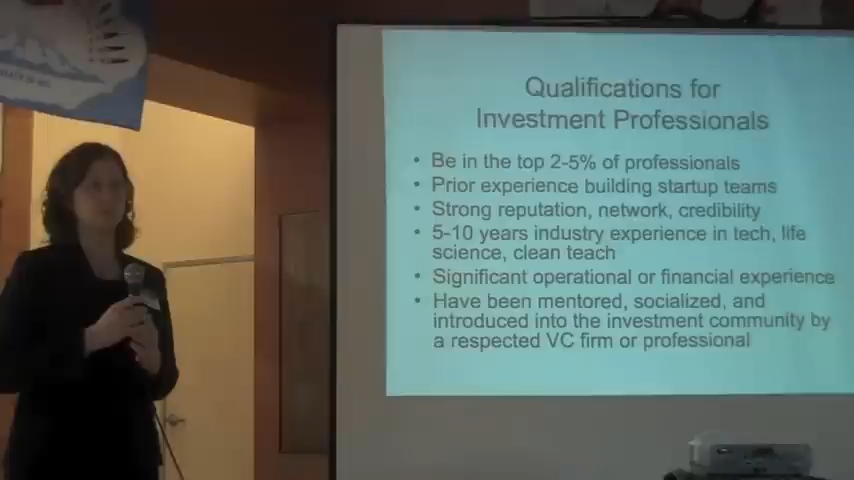 Qualifications for
Investment Professionals
• Be in the top 2-5% of professionals
• Prior experience building startup teams
• Strong reputation, network, credibility
• 5-10 years industry experience in tech, life
science, clean teach
• Significant operational or financial experience
• Have been mentored, socialized, and
introduced into the investment community by
a respected VC firm or professional